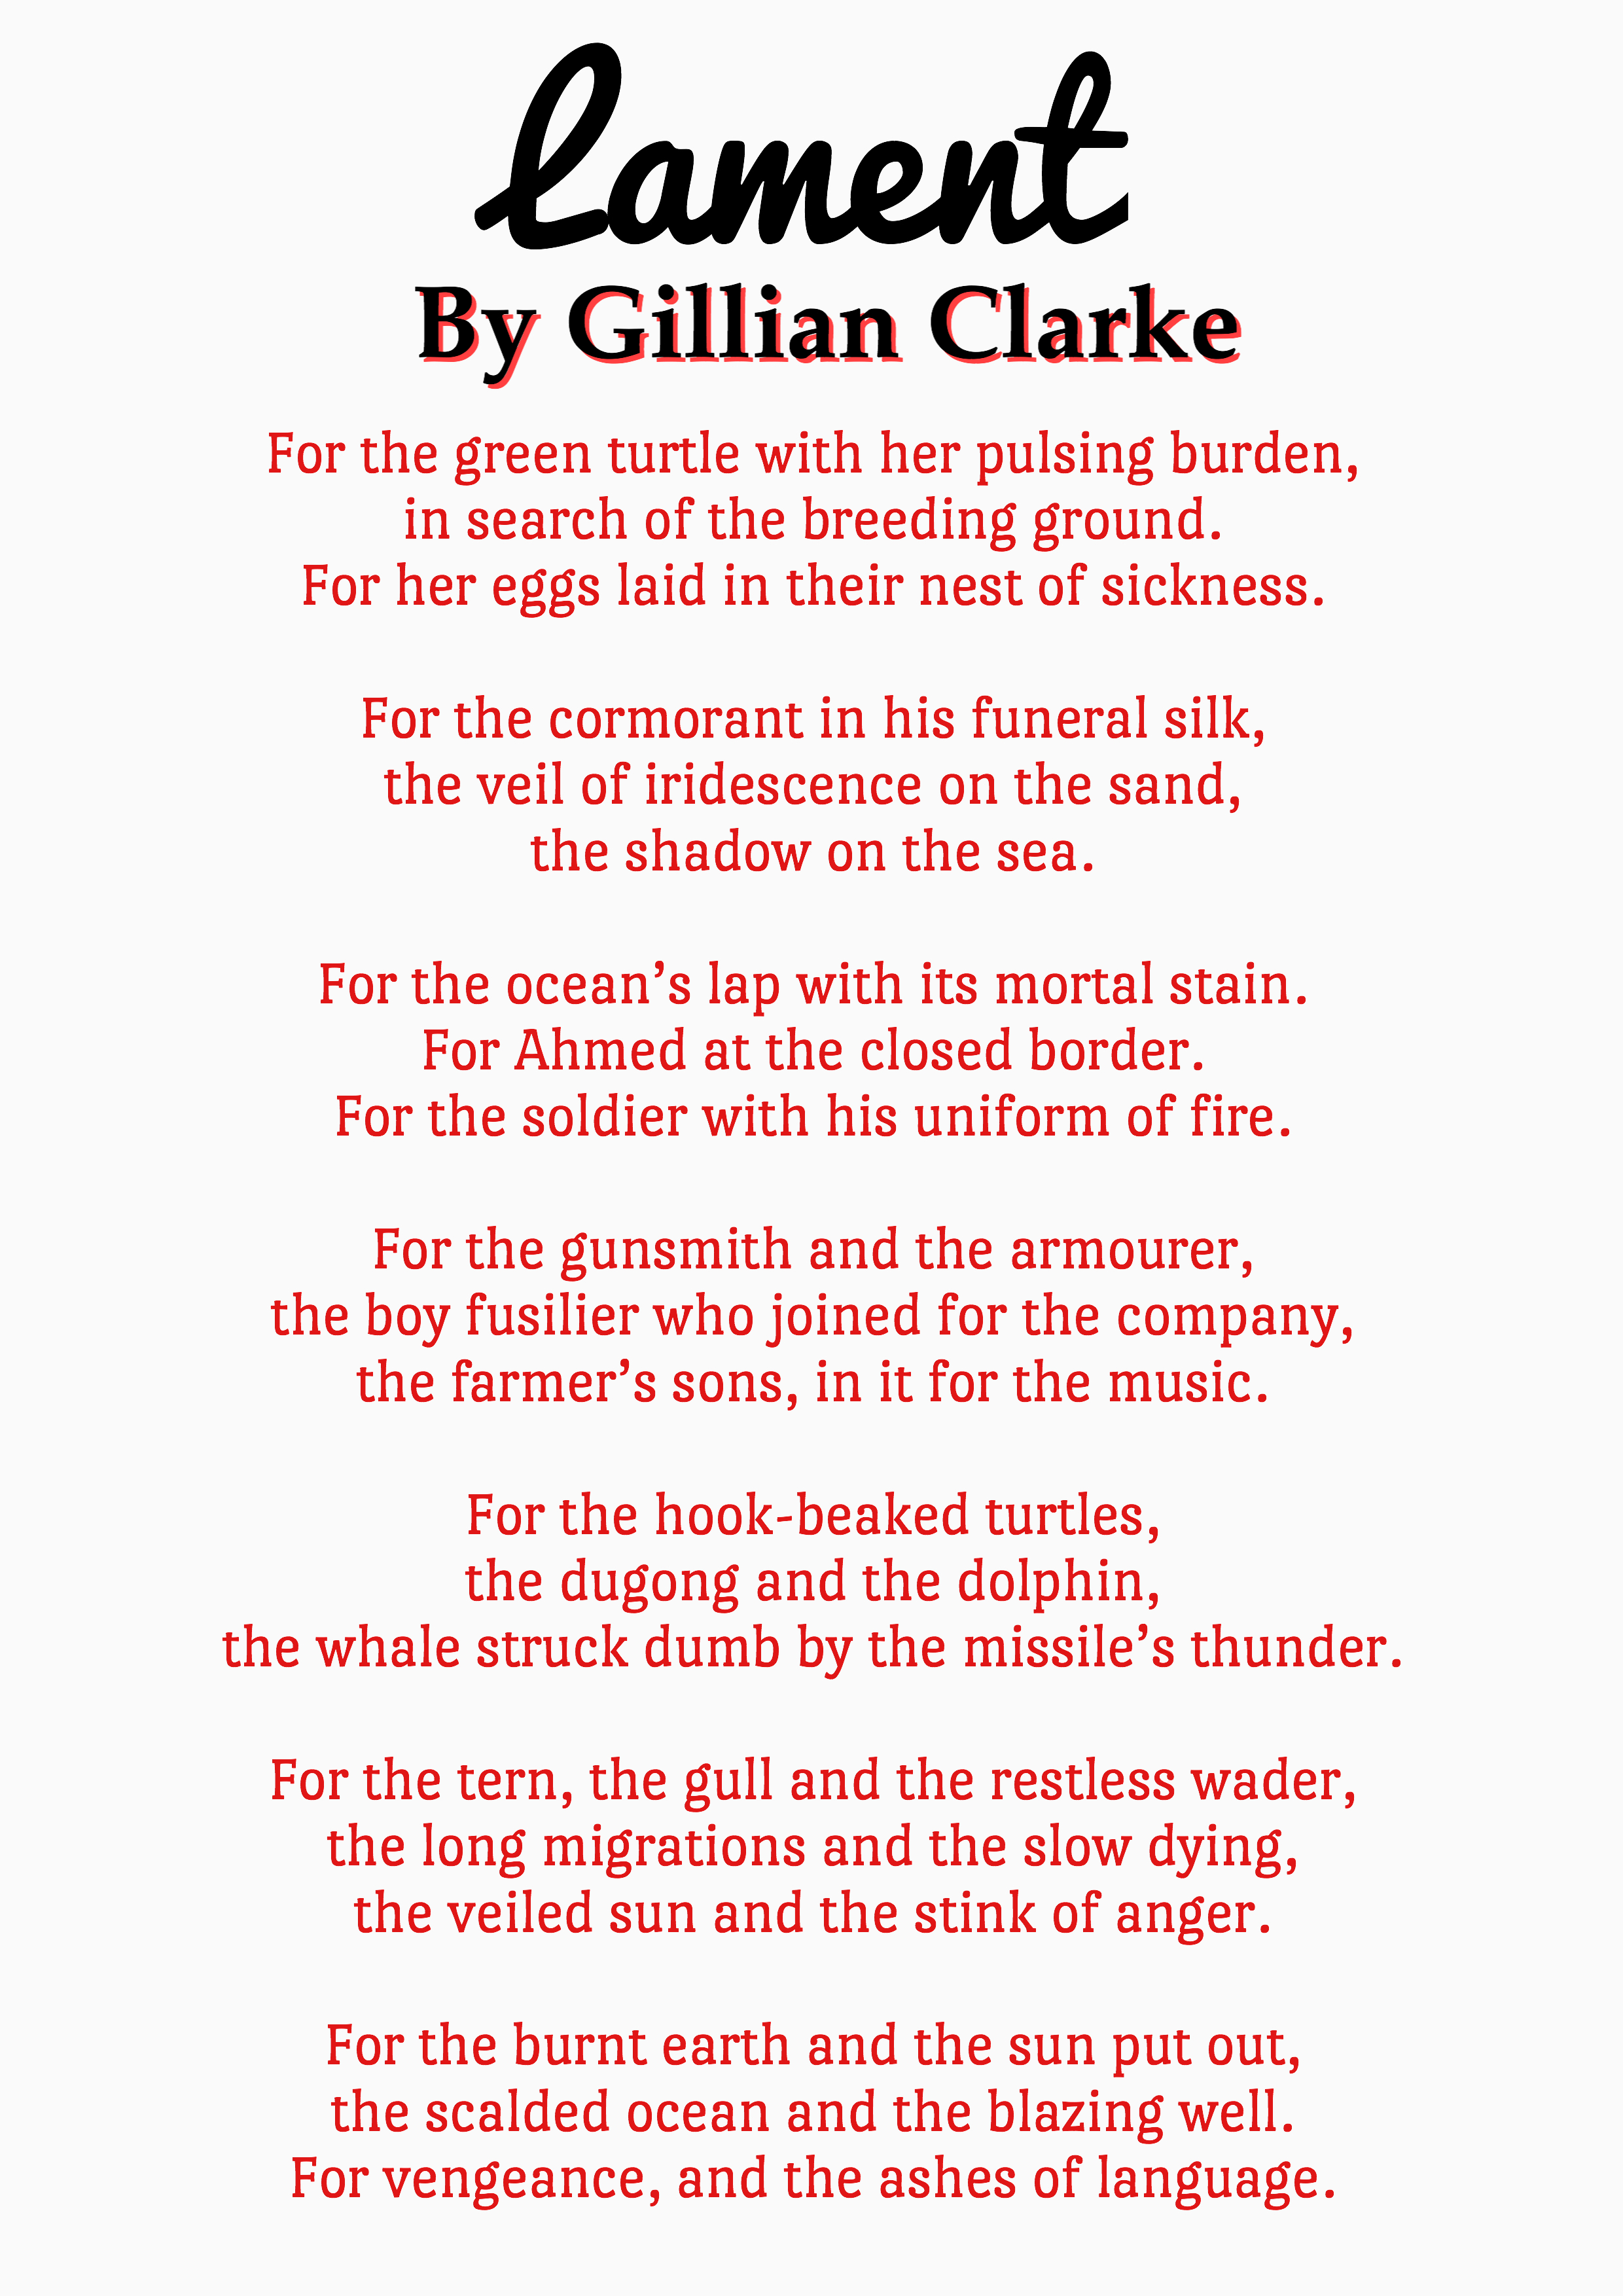 lament
By Gillian Clarke
For the green turtle with her pulsing burden,
in search of the breeding ground.
For her eggs laid in their nest of sickness.
For the cormorant in his funeral silk,
the veil of iridescence on the sand,
the shadow on the sea.
For the ocean’s lap with its mortal stain.
For Ahmed at the closed border.
For the soldier with his uniform of fire.
For the gunsmith and the armourer,
the boy fusilier who joined for the company,
the farmer’s sons, in it for the music.
For the hook-beaked turtles,
the dugong and the dolphin,
the whale struck dumb by the missile’s thunder.
For the tern, the gull and the restless wader,
the long migrations and the slow dying,
the veiled sun and the stink of anger.
For the burnt earth and the sun put out,
the scalded ocean and the blazing well.
For vengeance, and the ashes of language.